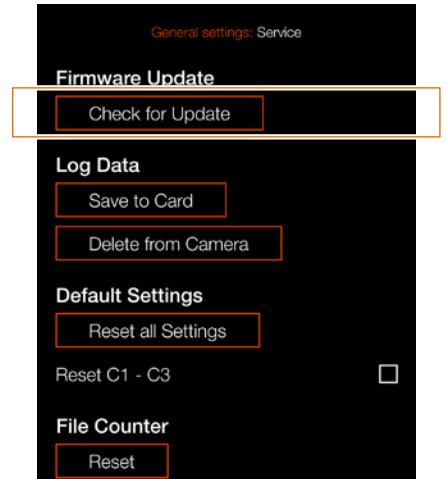 General settings: Service
Firmware Update
Check for Update
Log Data
Save to Card
Delete from Camera
Default Settings
Reset all Settings
Reset C1 - C3
File Counter
Reset